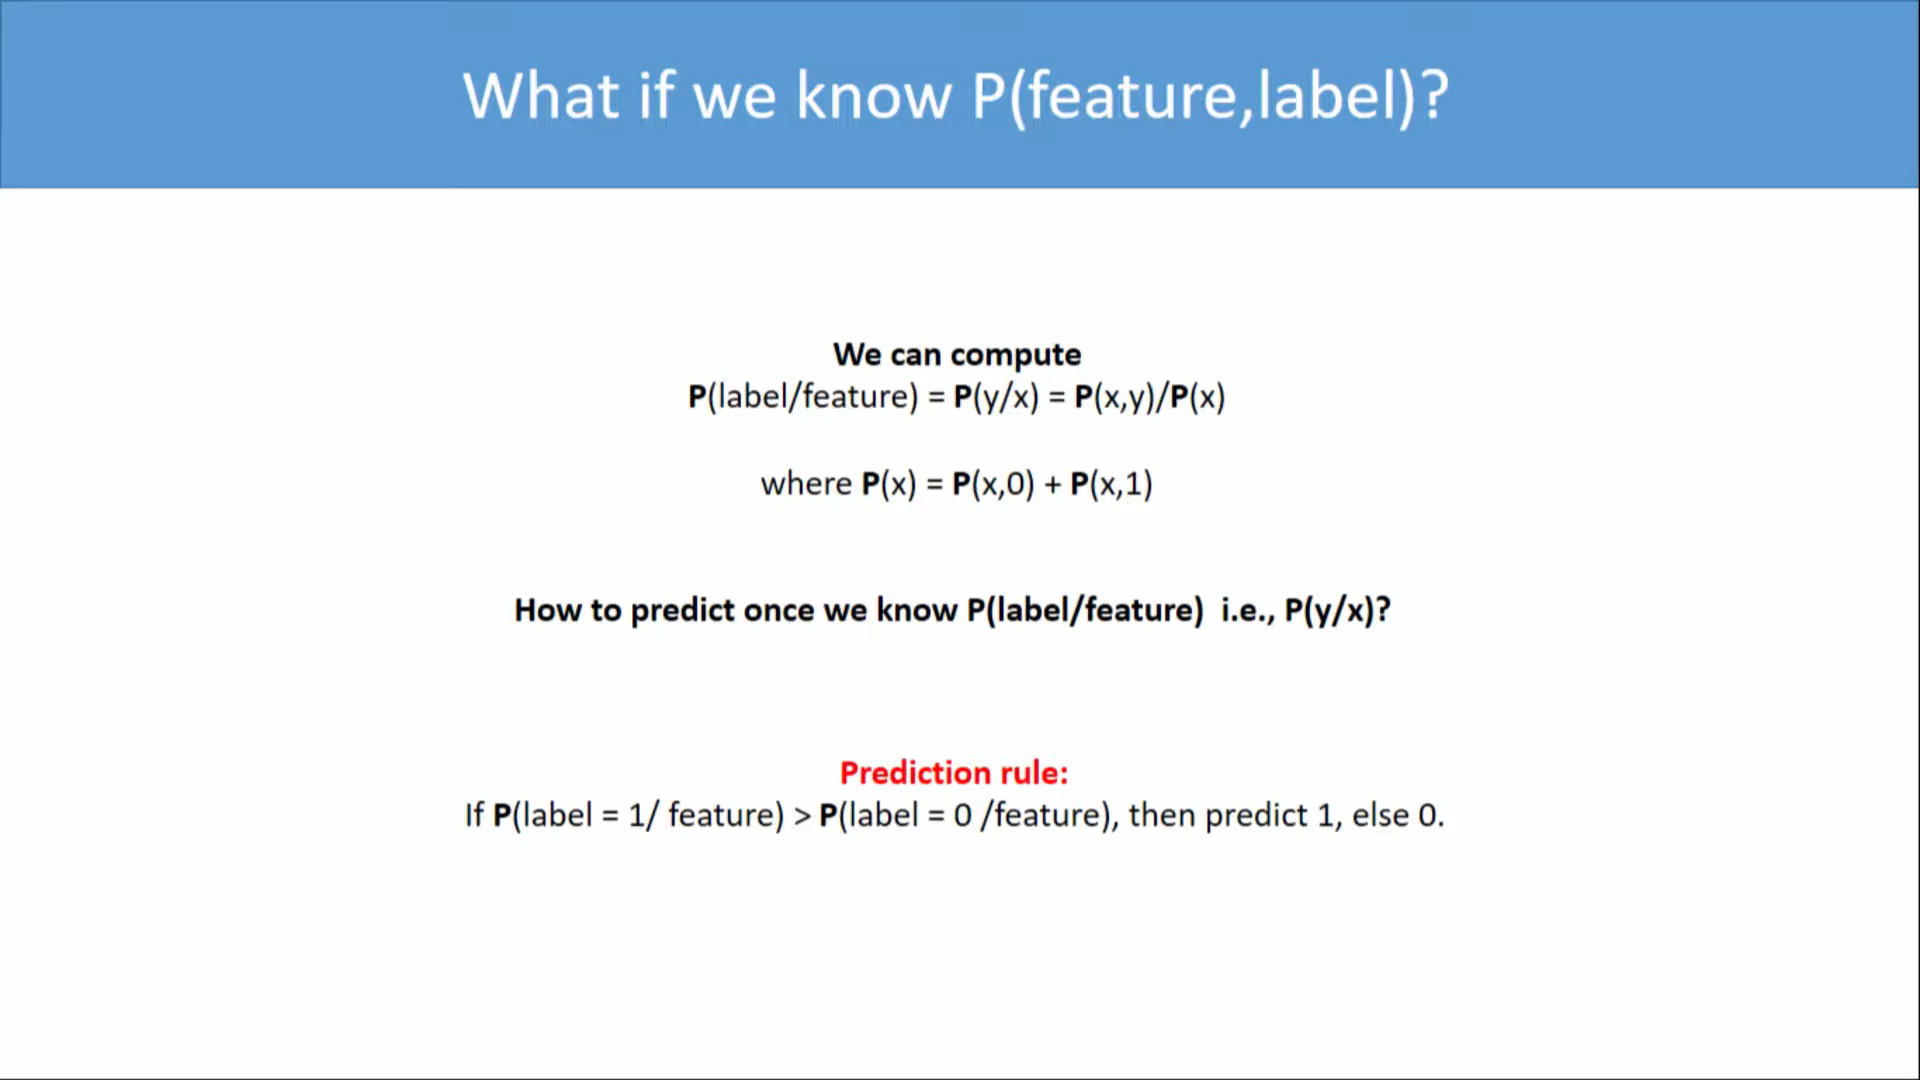 What if we know P(feature,label)?
We can compute
P(label/feature) = P(y/x) = P(x,y)/P(x)
where P(x) = P(x,0) + P(x,1)
How to predict once we know P(label/feature)  i.e., P(y/x)?
Prediction rule:
If P(label = 1/ feature) > P(label = 0 /feature), then predict 1, else 0.